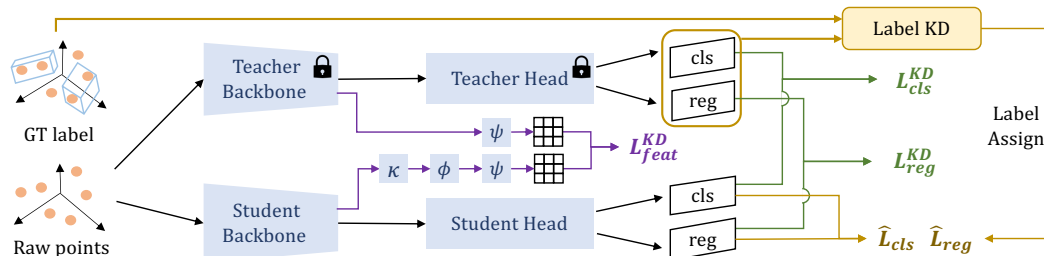 Label KD
Teacher
Backbone
Teacher Head
cls
reg
L^{KD}_{cls}
GT label
ψ
L^{KD}_{feat}
Label
Assign
κ
ϕ
ψ
L^{KD}_{reg}
Raw points
Student
Backbone
Student Head
cls
reg
L̂_{cls} L̂_{reg}